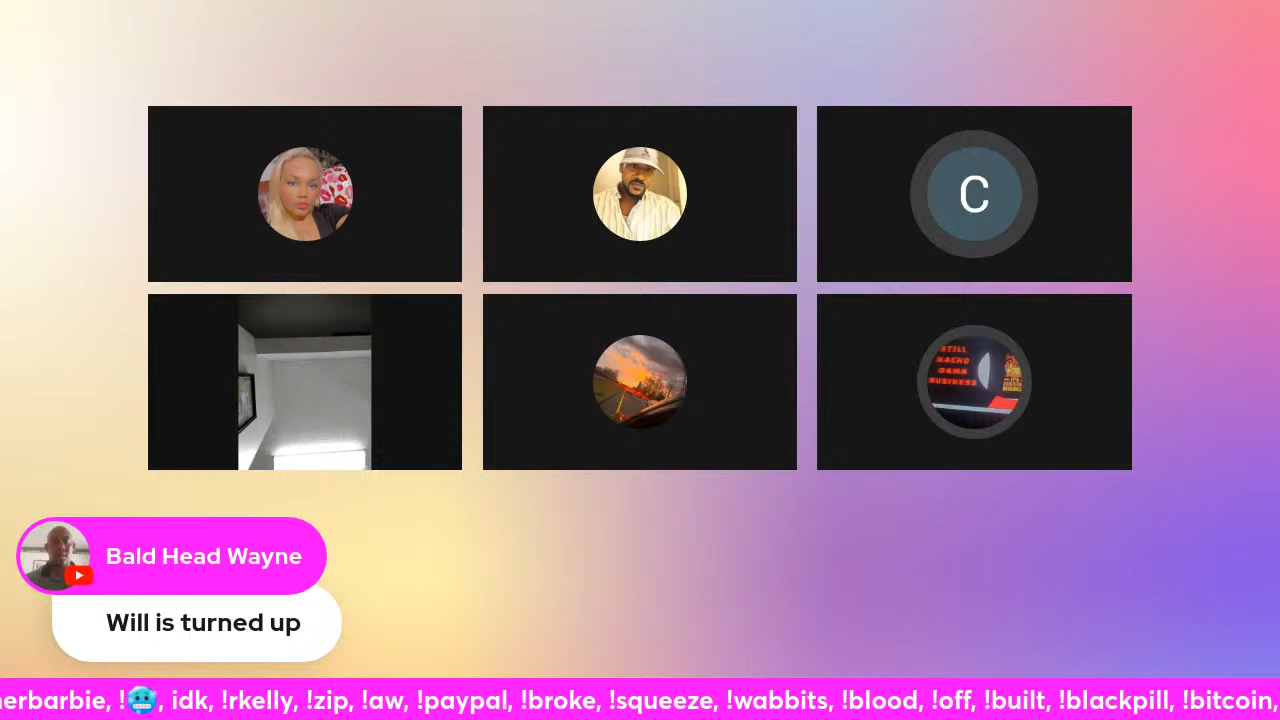 C
STILL
NACHO
DAMN
BUSINESS
Bald Head Wayne
Will is turned up
erbarbie, !🥶, idk, !rkelly, !zip, !aw, !paypal, !broke, !squeeze, !wabbits, !blood, !off, !built, !blackpill, !bitcoin,